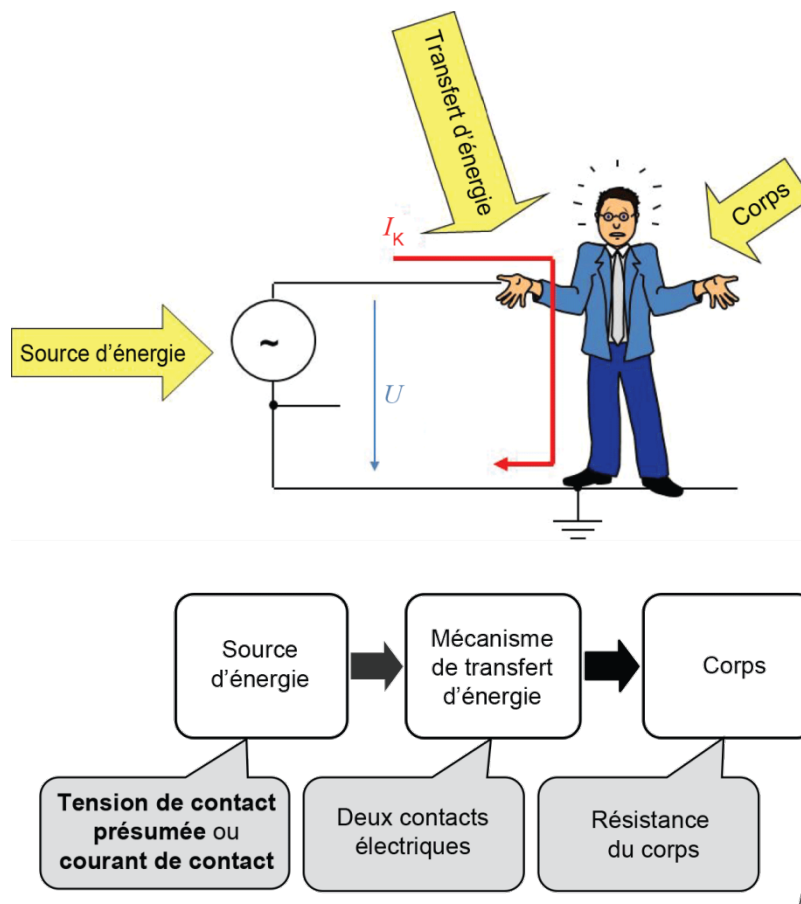 Transfert d'énergie
Corps
I_K
Source d'énergie
~
U
Source
d'énergie
Mécanisme
de transfert
d'énergie
Corps
Tension de contact
présumée ou
courant de contact
Deux contacts
électriques
Résistance
du corps